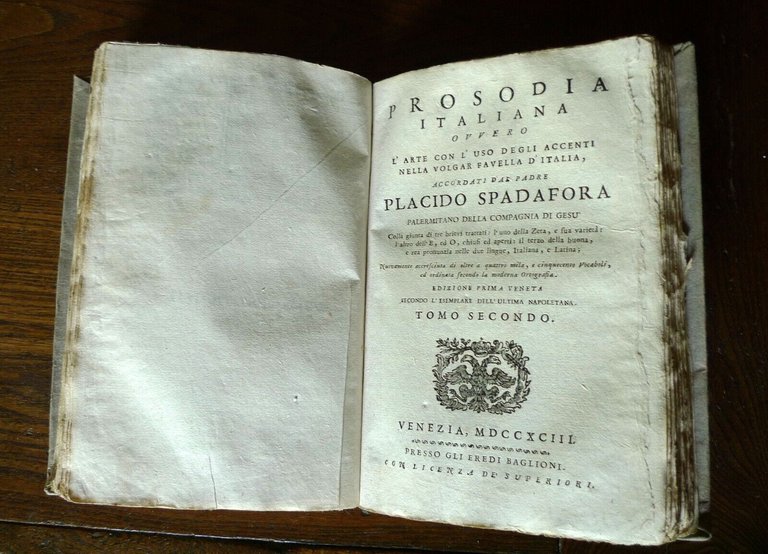 PROSODIA
ITALIANA
OVVERO
L'ARTE CON L'USO DEGLI ACCENTI
NELLA VOLGAR FAVELLA D'ITALIA,
ACCORDATI DAL PADRE
PLACIDO SPADAFORA
PALERMITANO DELLA COMPAGNIA DI GESU'
Colla giunta di tre brievi trattati: l'uno della Zeta, e sua varietà:
l'altro dell'E, ed O, chiusi ed aperti: il terzo della buona,
e rea pronunzia nelle due lingue, Italiana, e Latina;
Nuovamente accresciuta di oltre a quattro mila, e cinquecento Vocaboli,
ed ordinata secondo la moderna Ortografia.
EDIZIONE PRIMA VENETA
SECONDO L'ESEMPLARE DELL'ULTIMA NAPOLETANA.
TOMO SECONDO.
VENEZIA, MDCCXCIII.
PRESSO GLI EREDI BAGLIONI.
CON LICENZA DE' SUPERIORI.